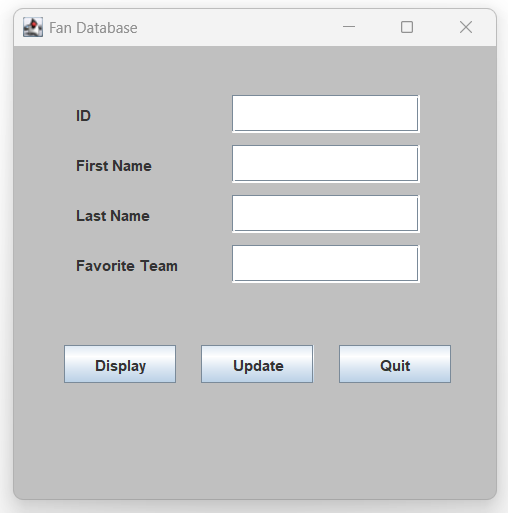 Fan Database
ID
First Name
Last Name
Favorite Team
Display Update Quit